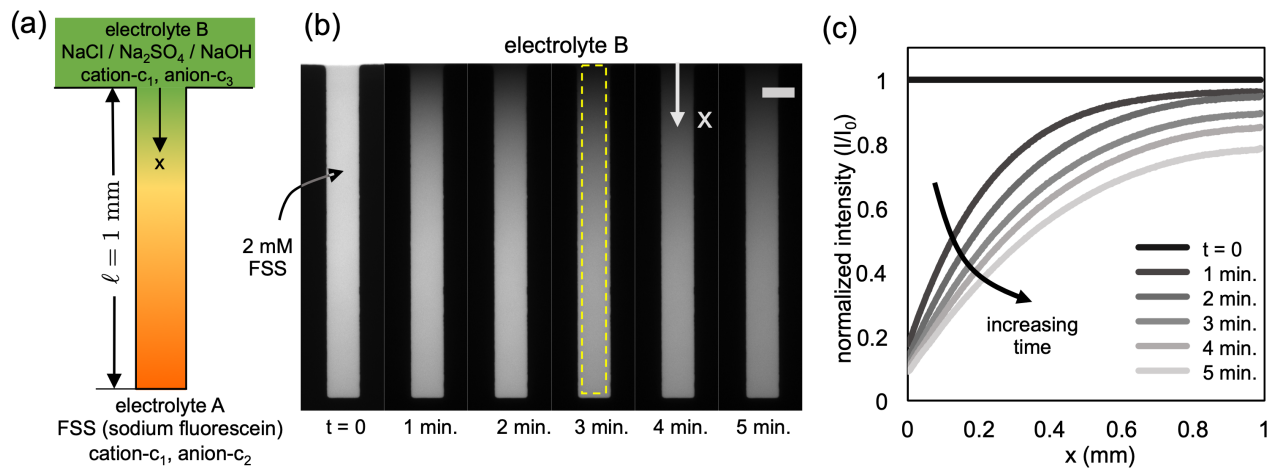 (a)
electrolyte B
NaCl / Na₂SO₄ / NaOH
cation-c₁, anion-c₃
x
ℓ = 1 mm
electrolyte A
FSS (sodium fluorescein)
cation-c₁, anion-c₂
(b)
electrolyte B
x
2 mM
FSS
t = 0
1 min.
2 min.
3 min.
4 min.
5 min.
(c)
normalized intensity (I/I₀)
1
0.8
0.6
0.4
0.2
0
t = 0
1 min.
2 min.
3 min.
4 min.
5 min.
increasing
time
0 0.2 0.4 0.6 0.8 1
x (mm)